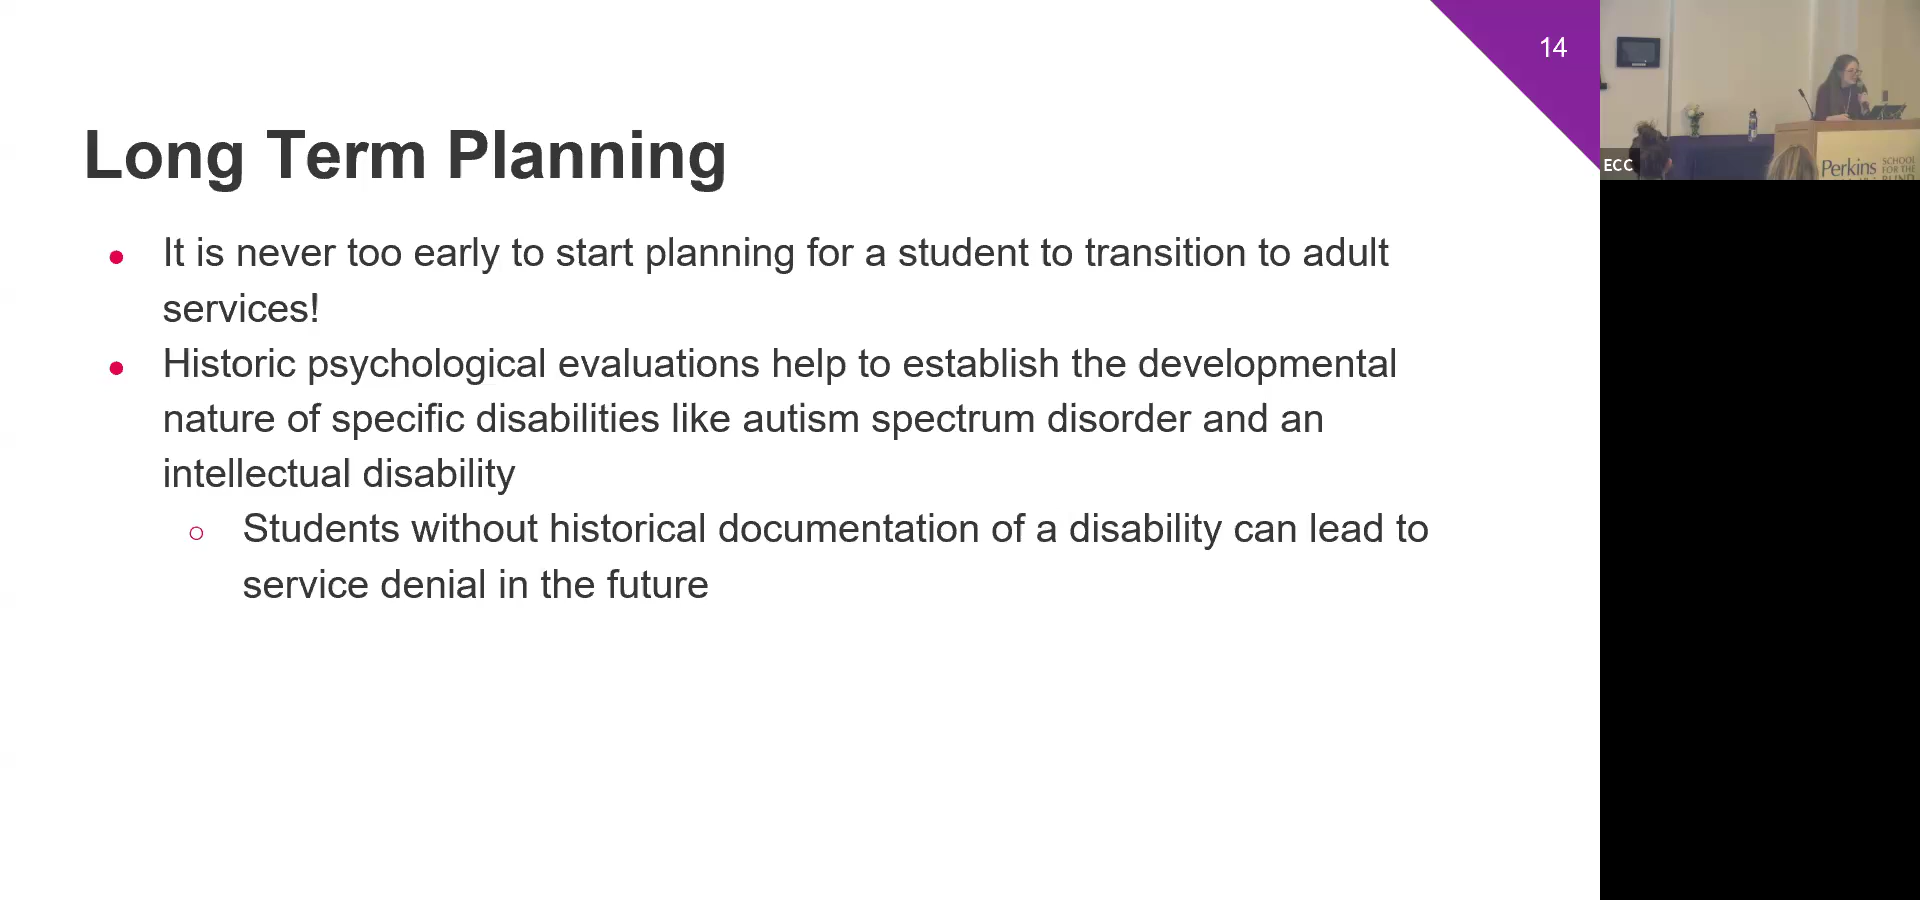 14
Long Term Planning
● It is never too early to start planning for a student to transition to adult
services!
● Historic psychological evaluations help to establish the developmental
nature of specific disabilities like autism spectrum disorder and an
intellectual disability
○ Students without historical documentation of a disability can lead to
service denial in the future
ECC
Perkins
SCHOOL
FOR THE
BLIND